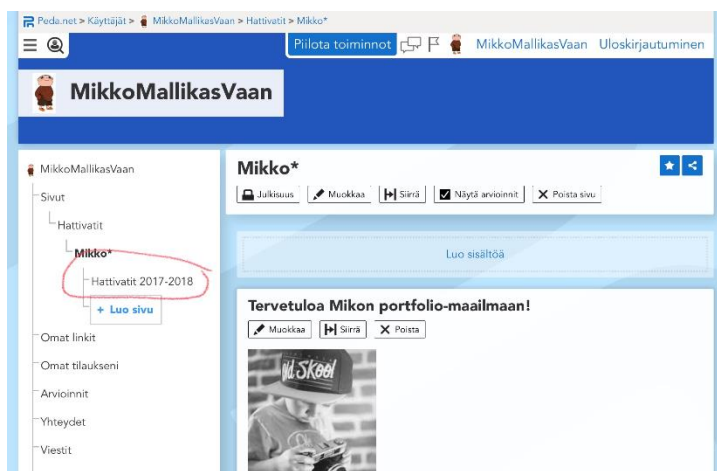 Peda.net > Käyttäjät > MikkoMallikasVaan > Hattivatit > Mikko*
Piilota toiminnot MikkoMallikasVaan Uloskirjautuminen
MikkoMallikasVaan
MikkoMallikasVaan
Sivut
Hattivatit
Mikko*
Hattivatit 2017-2018
+ Luo sivu
Omat linkit
Omat tilaukseni
Arvioinnit
Yhteydet
Viestit
Mikko*
Julkisuus Muokkaa Siirrä Näytä arvioinnit Poista sivu
Luo sisältöä
Tervetuloa Mikon portfolio-maailmaan!
Muokkaa Siirrä Poista
old Skool